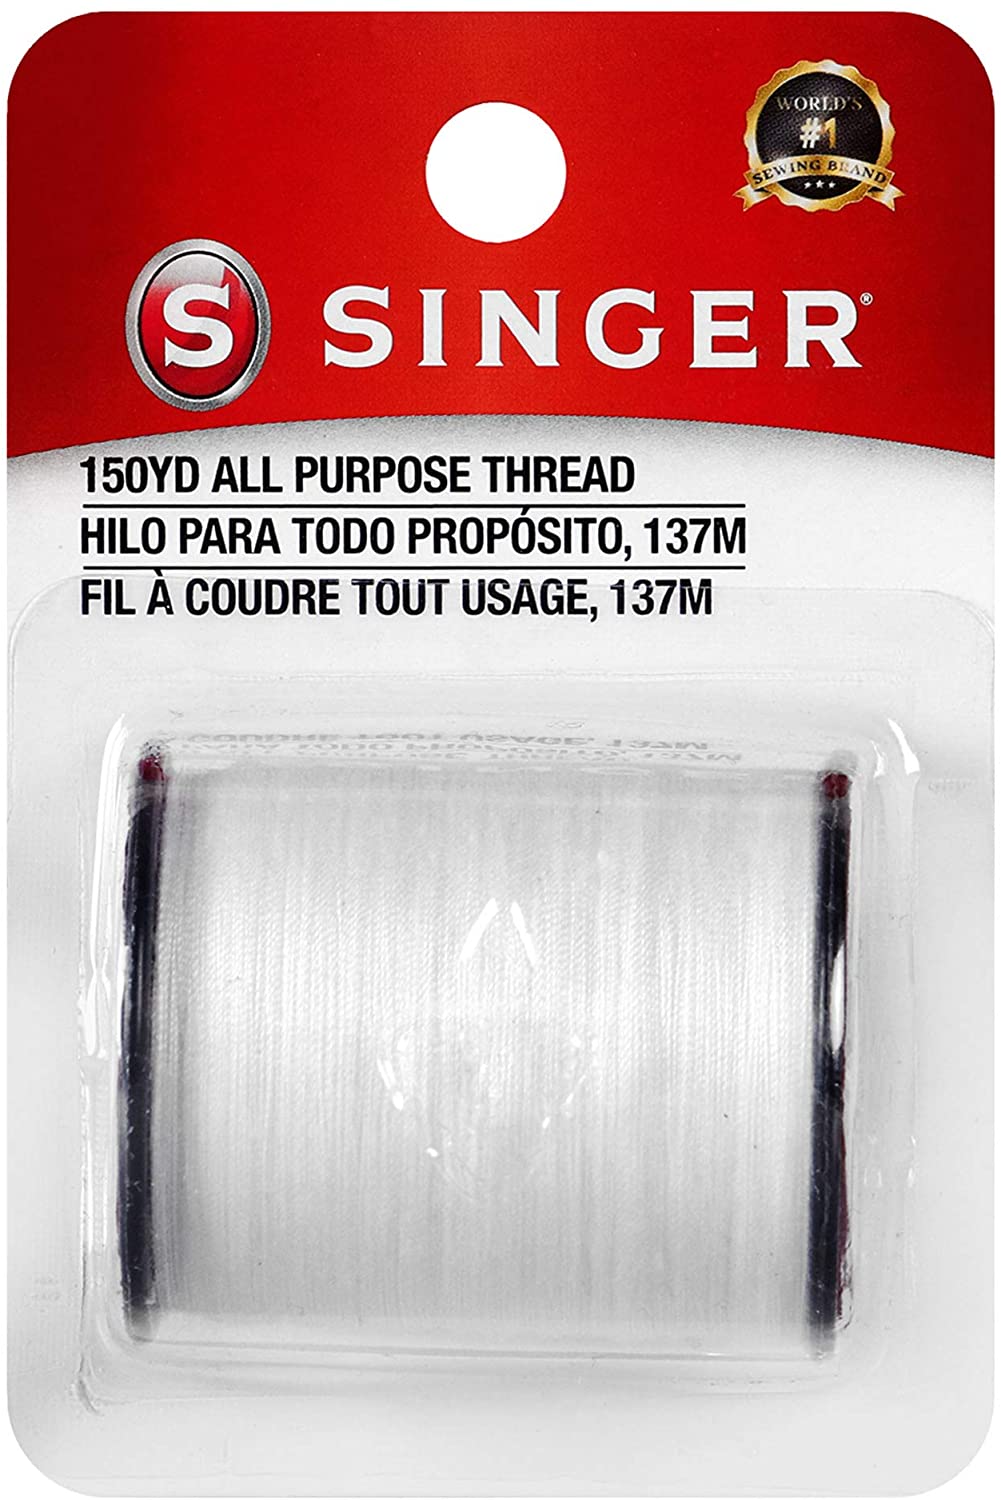 WORLD'S
#1
SEWING BRAND
S SINGER®
150YD ALL PURPOSE THREAD
HILO PARA TODO PROPÓSITO, 137M
FIL À COUDRE TOUT USAGE, 137M